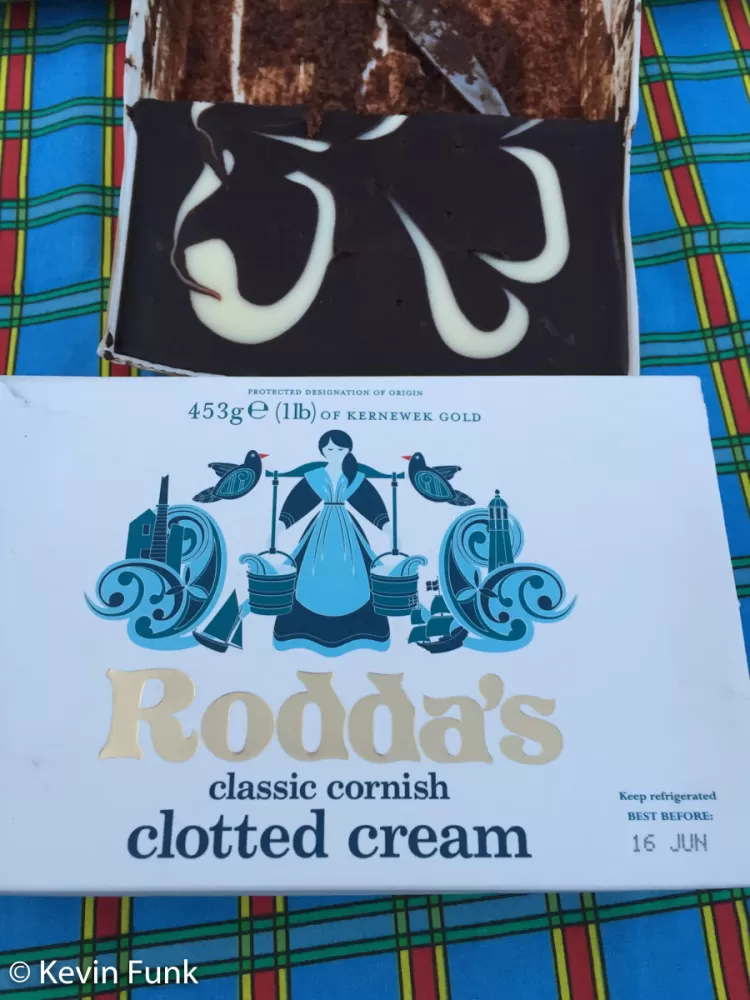 PROTECTED DESIGNATION OF ORIGIN
453g℮ (1lb) OF KERNEWEK GOLD
Rodda's
classic cornish
clotted cream
Keep refrigerated
BEST BEFORE:
16 JUN
© Kevin Funk